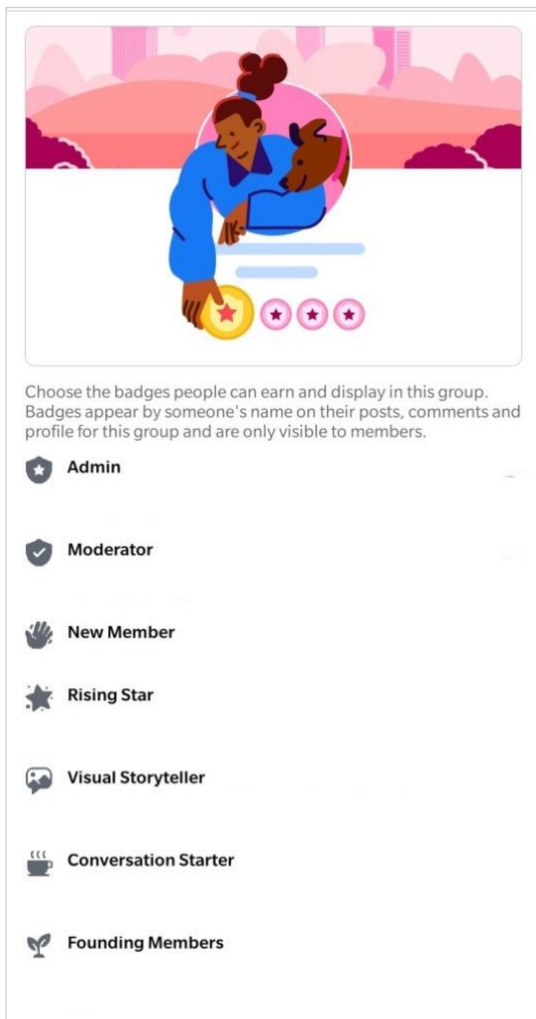 Choose the badges people can earn and display in this group.
Badges appear by someone's name on their posts, comments and
profile for this group and are only visible to members.
Admin
Moderator
New Member
Rising Star
Visual Storyteller
Conversation Starter
Founding Members